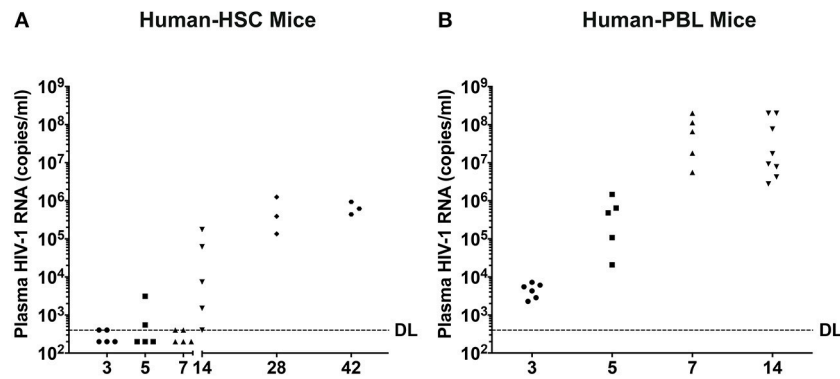 A Human-HSC Mice
Plasma HIV-1 RNA (copies/ml)
10⁹
10⁸
10⁷
10⁶
10⁵
10⁴
10³
10²
DL
3 5 7 14 28 42
B Human-PBL Mice
Plasma HIV-1 RNA (copies/ml)
10⁹
10⁸
10⁷
10⁶
10⁵
10⁴
10³
10²
DL
3 5 7 14